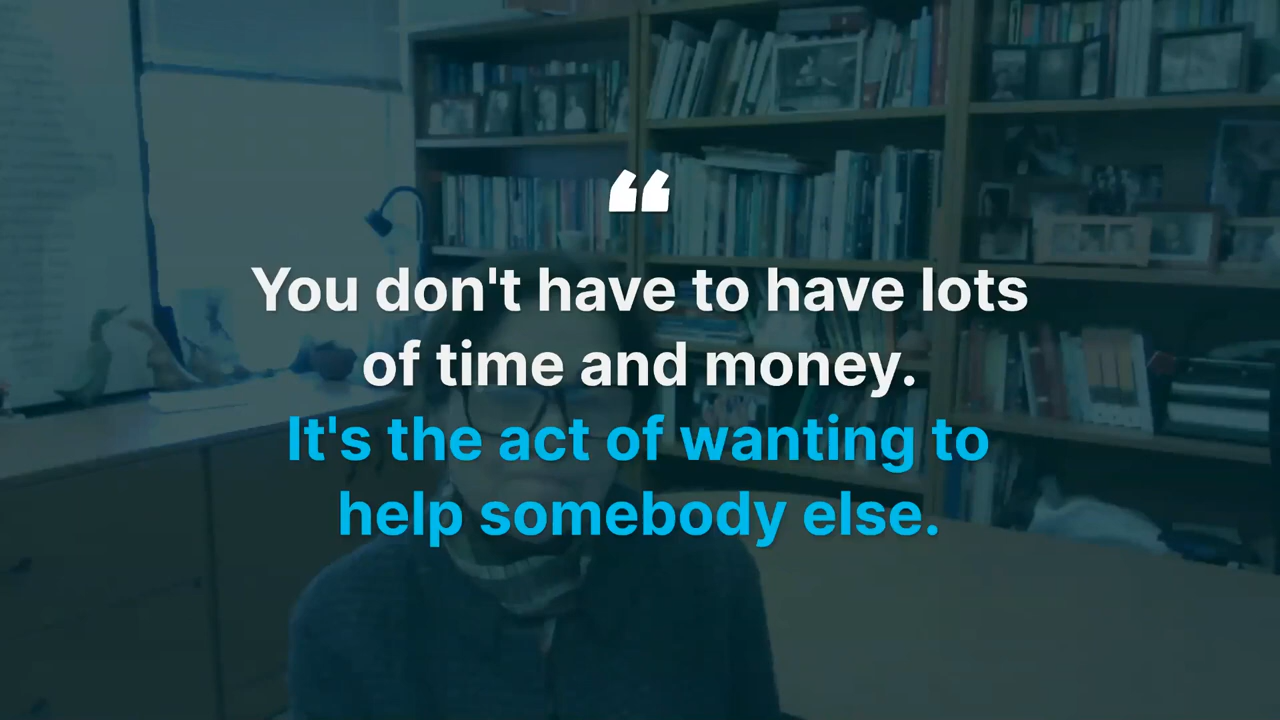 “
You don't have to have lots
of time and money.
It's the act of wanting to
help somebody else.